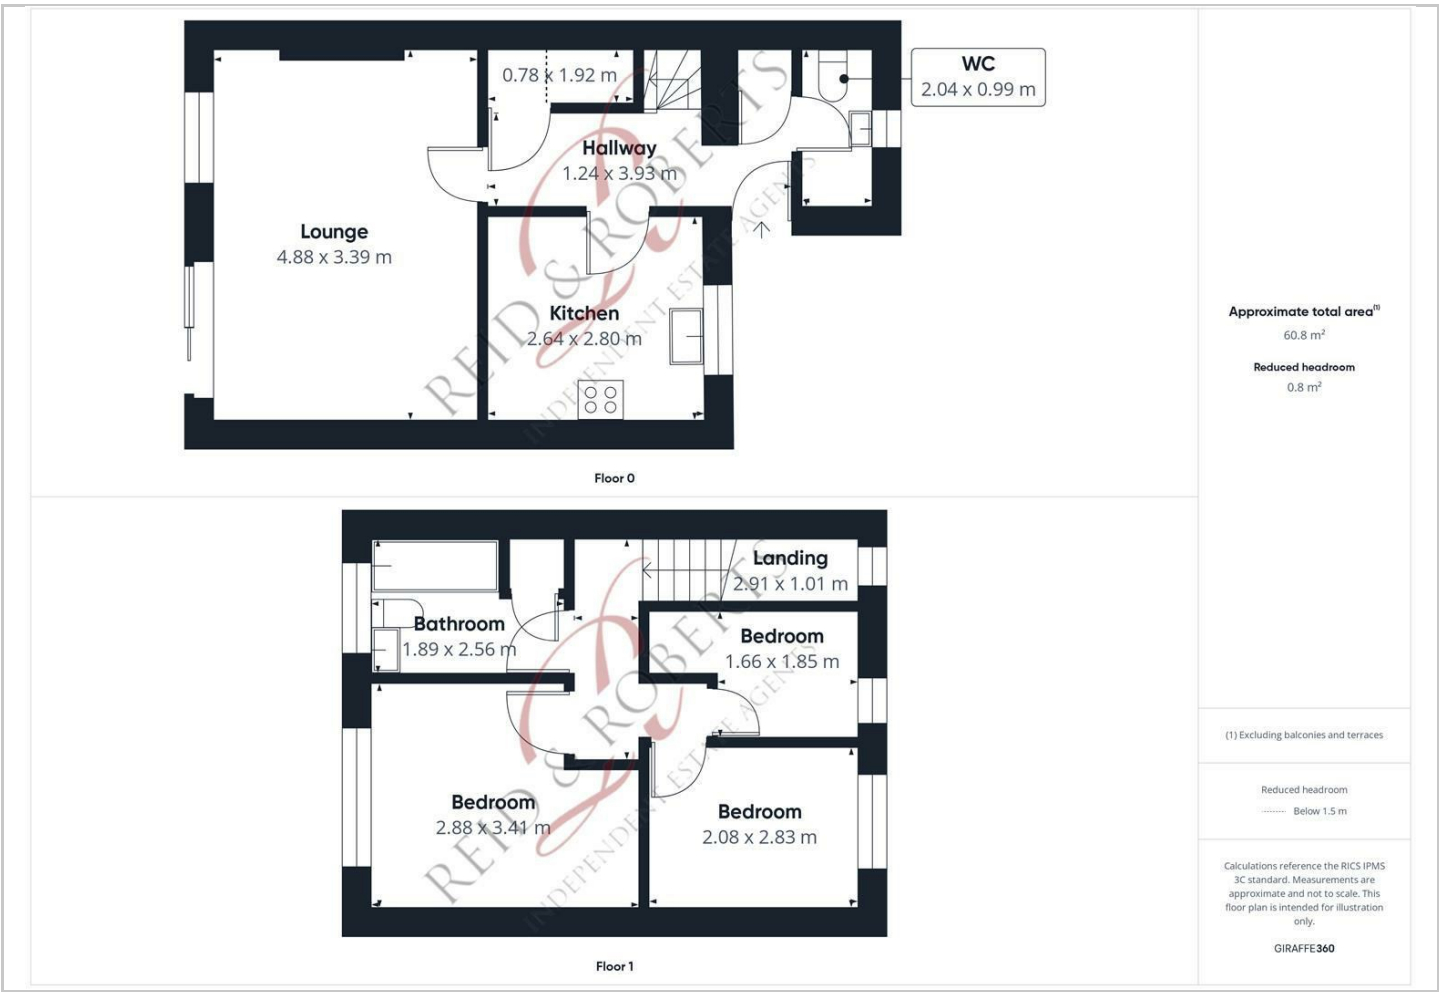 0.78 x 1.92 m
WC
2.04 x 0.99 m
Hallway
1.24 x 3.93 m
Lounge
4.88 x 3.39 m
Kitchen
2.64 x 2.80 m
REID & ROBERTS
INDEPENDENT ESTATE AGENTS
Floor 0
Landing
2.91 x 1.01 m
Bathroom
1.89 x 2.56 m
Bedroom
1.66 x 1.85 m
Bedroom
2.88 x 3.41 m
Bedroom
2.08 x 2.83 m
REID & ROBERTS
INDEPENDENT ESTATE AGENTS
Floor 1
Approximate total area(1)
60.8 m²
Reduced headroom
0.8 m²
(1) Excluding balconies and terraces
Reduced headroom
Below 1.5 m
Calculations reference the RICS IPMS
3C standard. Measurements are
approximate and not to scale. This
floor plan is intended for illustration
only.
GIRAFFE360